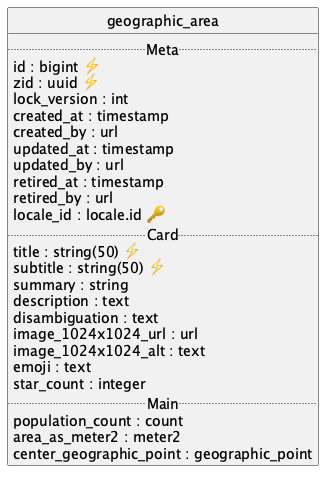 geographic_area
Meta
id : bigint ⚡
zid : uuid ⚡
lock_version : int
created_at : timestamp
created_by : url
updated_at : timestamp
updated_by : url
retired_at : timestamp
retired_by : url
locale_id : locale.id 🔑
Card
title : string(50) ⚡
subtitle : string(50) ⚡
summary : string
description : text
disambiguation : text
image_1024x1024_url : url
image_1024x1024_alt : text
emoji : text
star_count : integer
Main
population_count : count
area_as_meter2 : meter2
center_geographic_point : geographic_point